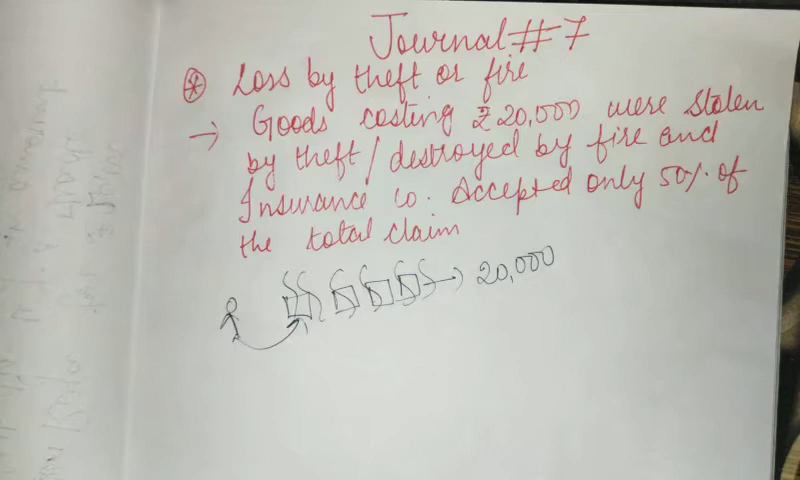 Journal #7
Loss by theft or fire
→ Goods costing ₹20,000 were stolen
by theft / destroyed by fire and
Insurance co. Accepted only 50% of
the total claim
→ 20,000